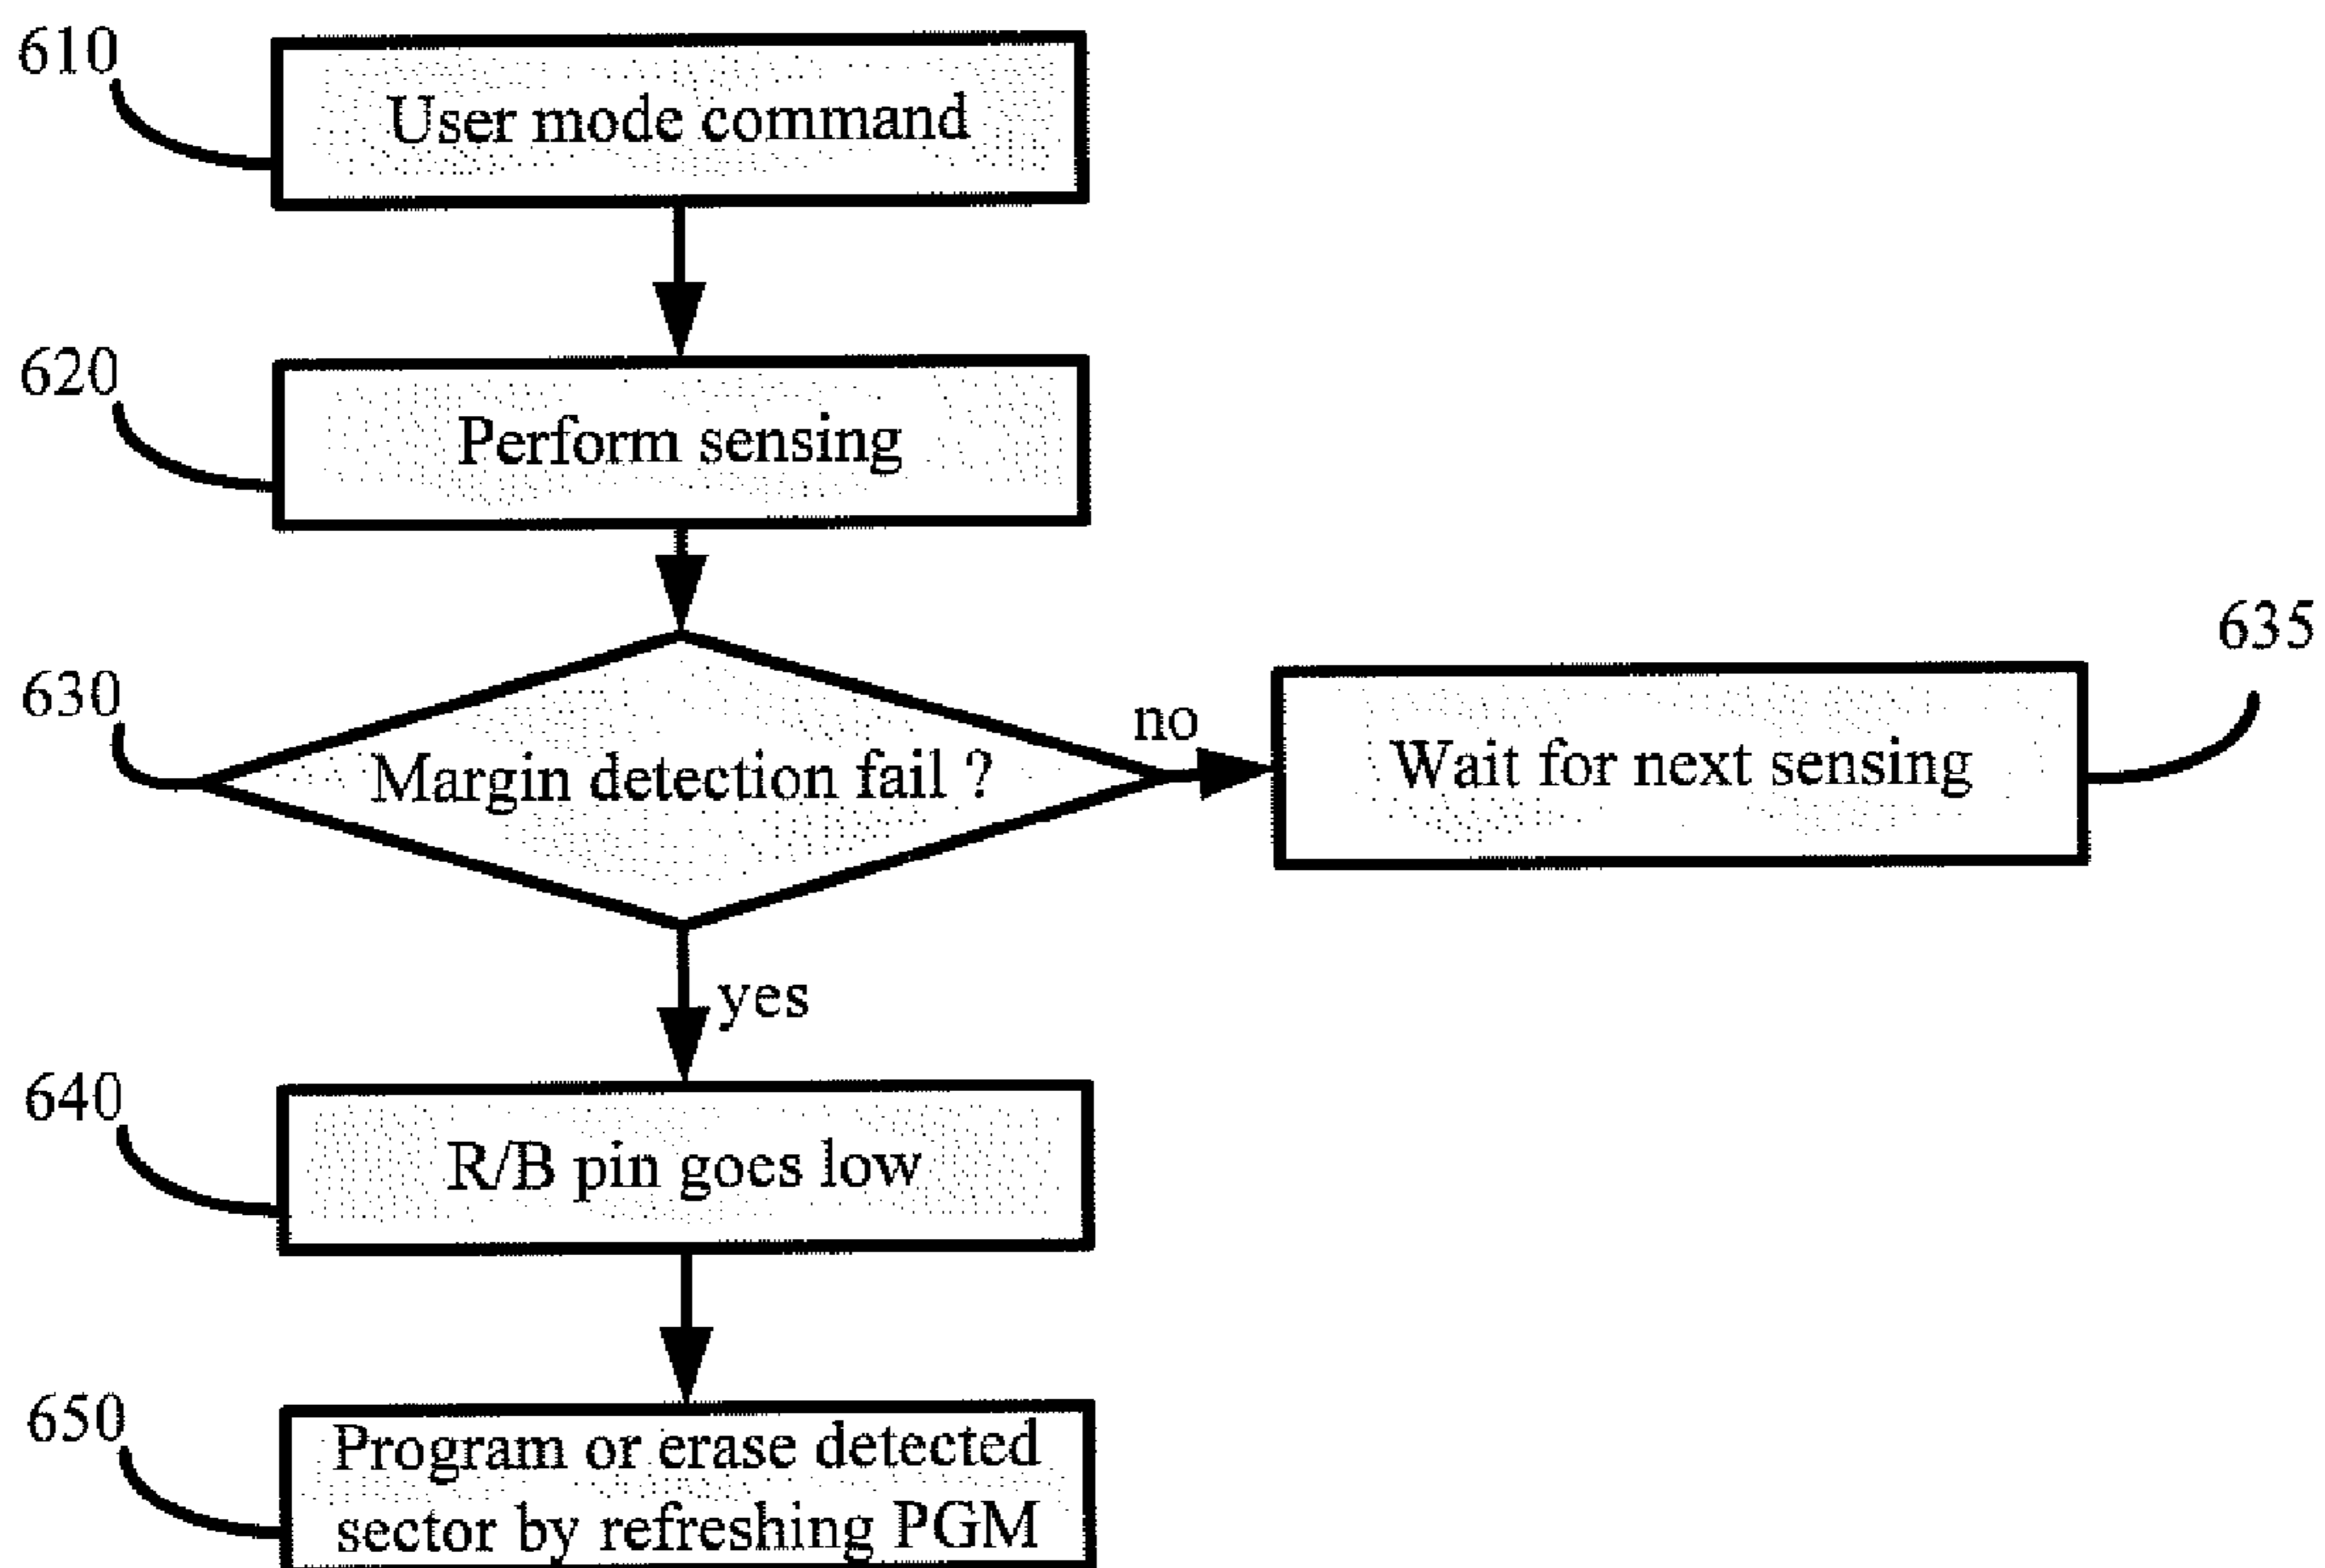 610
User mode command
620
Perform sensing
630
Margin detection fail ?
no
635
Wait for next sensing
yes
640
R/B pin goes low
650
Program or erase detected
sector by refreshing PGM